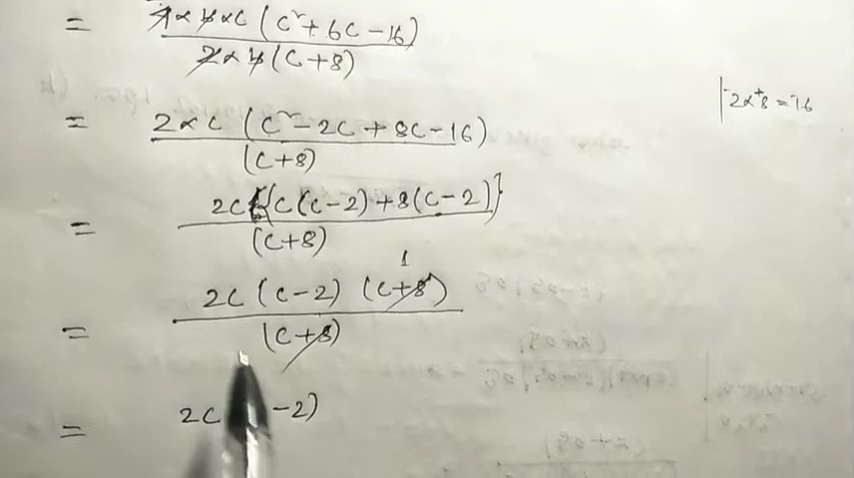 = × 4 × c (c² + 6c - 16)
2 × 4 (c + 8)
-2 × +8 = -16
= 2 × c (c² - 2c + 8c - 16)
(c + 8)
= 2c {c(c - 2) + 8(c - 2)}
(c + 8)
1
= 2c (c - 2) (c + 8)
(c + 8)
= 2c - 2)